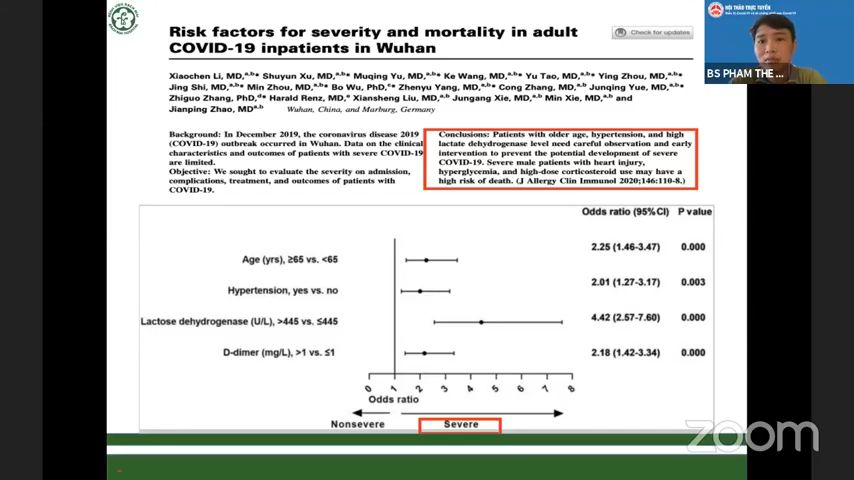 HỘI THẢO TRỰC TUYẾN
BS PHAM THE ...
Risk factors for severity and mortality in adult
COVID-19 inpatients in Wuhan
Check for updates
Xiaochen Li, MD,a,b* Shuyun Xu, MD,a,b* Muqing Yu, MD,a,b* Ke Wang, MD,a,b* Yu Tao, MD,a,b Ying Zhou, MD,a,b
Jing Shi, MD,a,b Min Zhou, MD,a,b Bo Wu, PhD,c* Zhenyu Yang, MD,a,b Cong Zhang, MD,a,b Junqing Yue, MD,a,b
Zhiguo Zhang, PhD,d* Harald Renz, MD,e Xiansheng Liu, MD,a,b Jungang Xie, MD,a,b Min Xie, MD,a,b and
Jianping Zhao, MDa,b Wuhan, China, and Marburg, Germany
Background: In December 2019, the coronavirus disease 2019
(COVID-19) outbreak occurred in Wuhan. Data on the clinical
characteristics and outcomes of patients with severe COVID-19
are limited.
Objective: We sought to evaluate the severity on admission,
complications, treatment, and outcomes of patients with
COVID-19.
Conclusions: Patients with older age, hypertension, and high
lactate dehydrogenase level need careful observation and early
intervention to prevent the potential development of severe
COVID-19. Severe male patients with heart injury,
hyperglycemia, and high-dose corticosteroid use may have a
high risk of death. (J Allergy Clin Immunol 2020;146:110-8.)
Odds ratio (95%CI) P value
Age (yrs), ≥65 vs. <65 2.25 (1.46-3.47) 0.000
Hypertension, yes vs. no 2.01 (1.27-3.17) 0.003
Lactose dehydrogenase (U/L), >445 vs. ≤445 4.42 (2.57-7.60) 0.000
D-dimer (mg/L), >1 vs. ≤1 2.18 (1.42-3.34) 0.000
0 1 2 3 4 5 6 7 8
Odds ratio
Nonsevere Severe
zoom